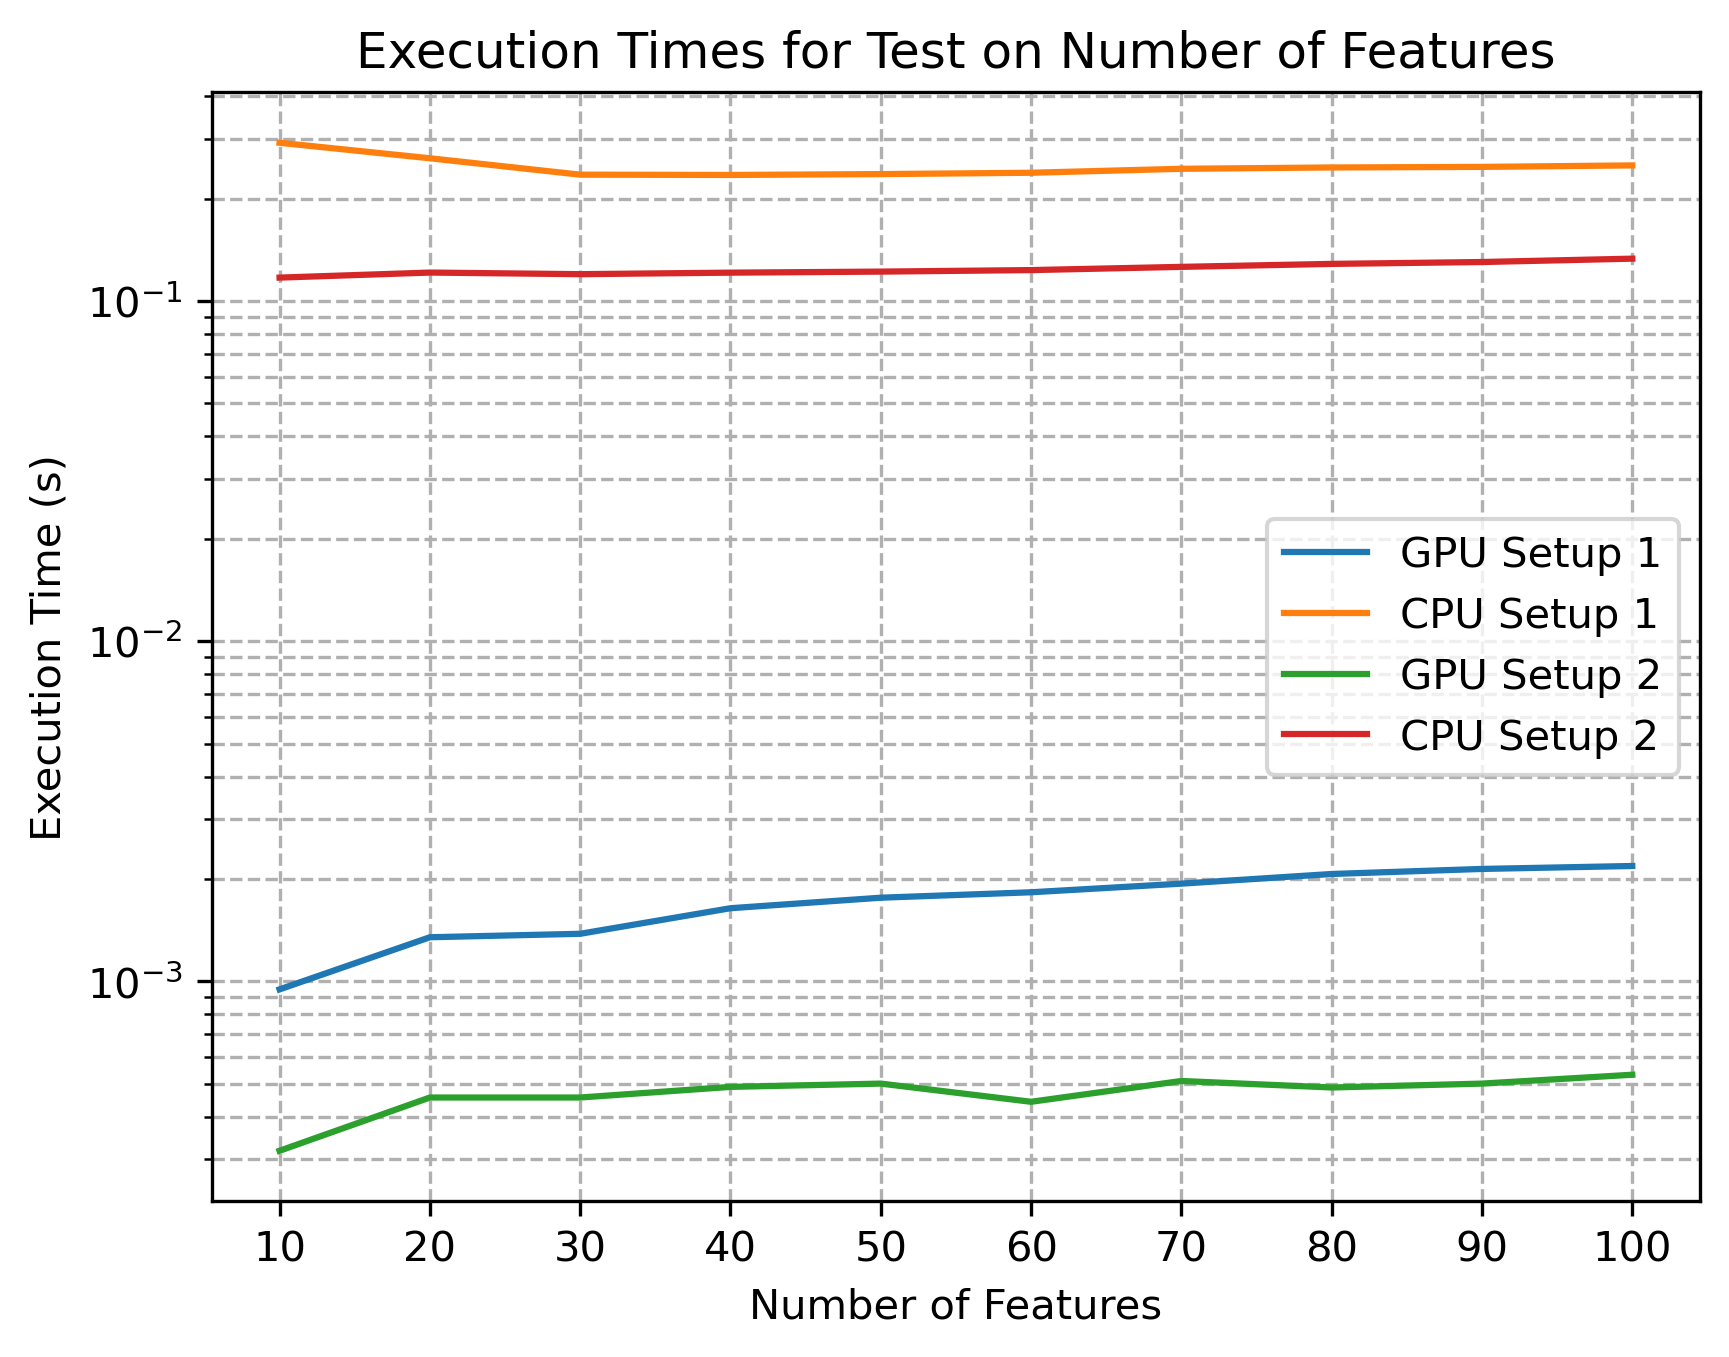 Execution Times for Test on Number of Features
Execution Time (s)
10⁻¹
10⁻²
10⁻³
GPU Setup 1
CPU Setup 1
GPU Setup 2
CPU Setup 2
10 20 30 40 50 60 70 80 90 100
Number of Features